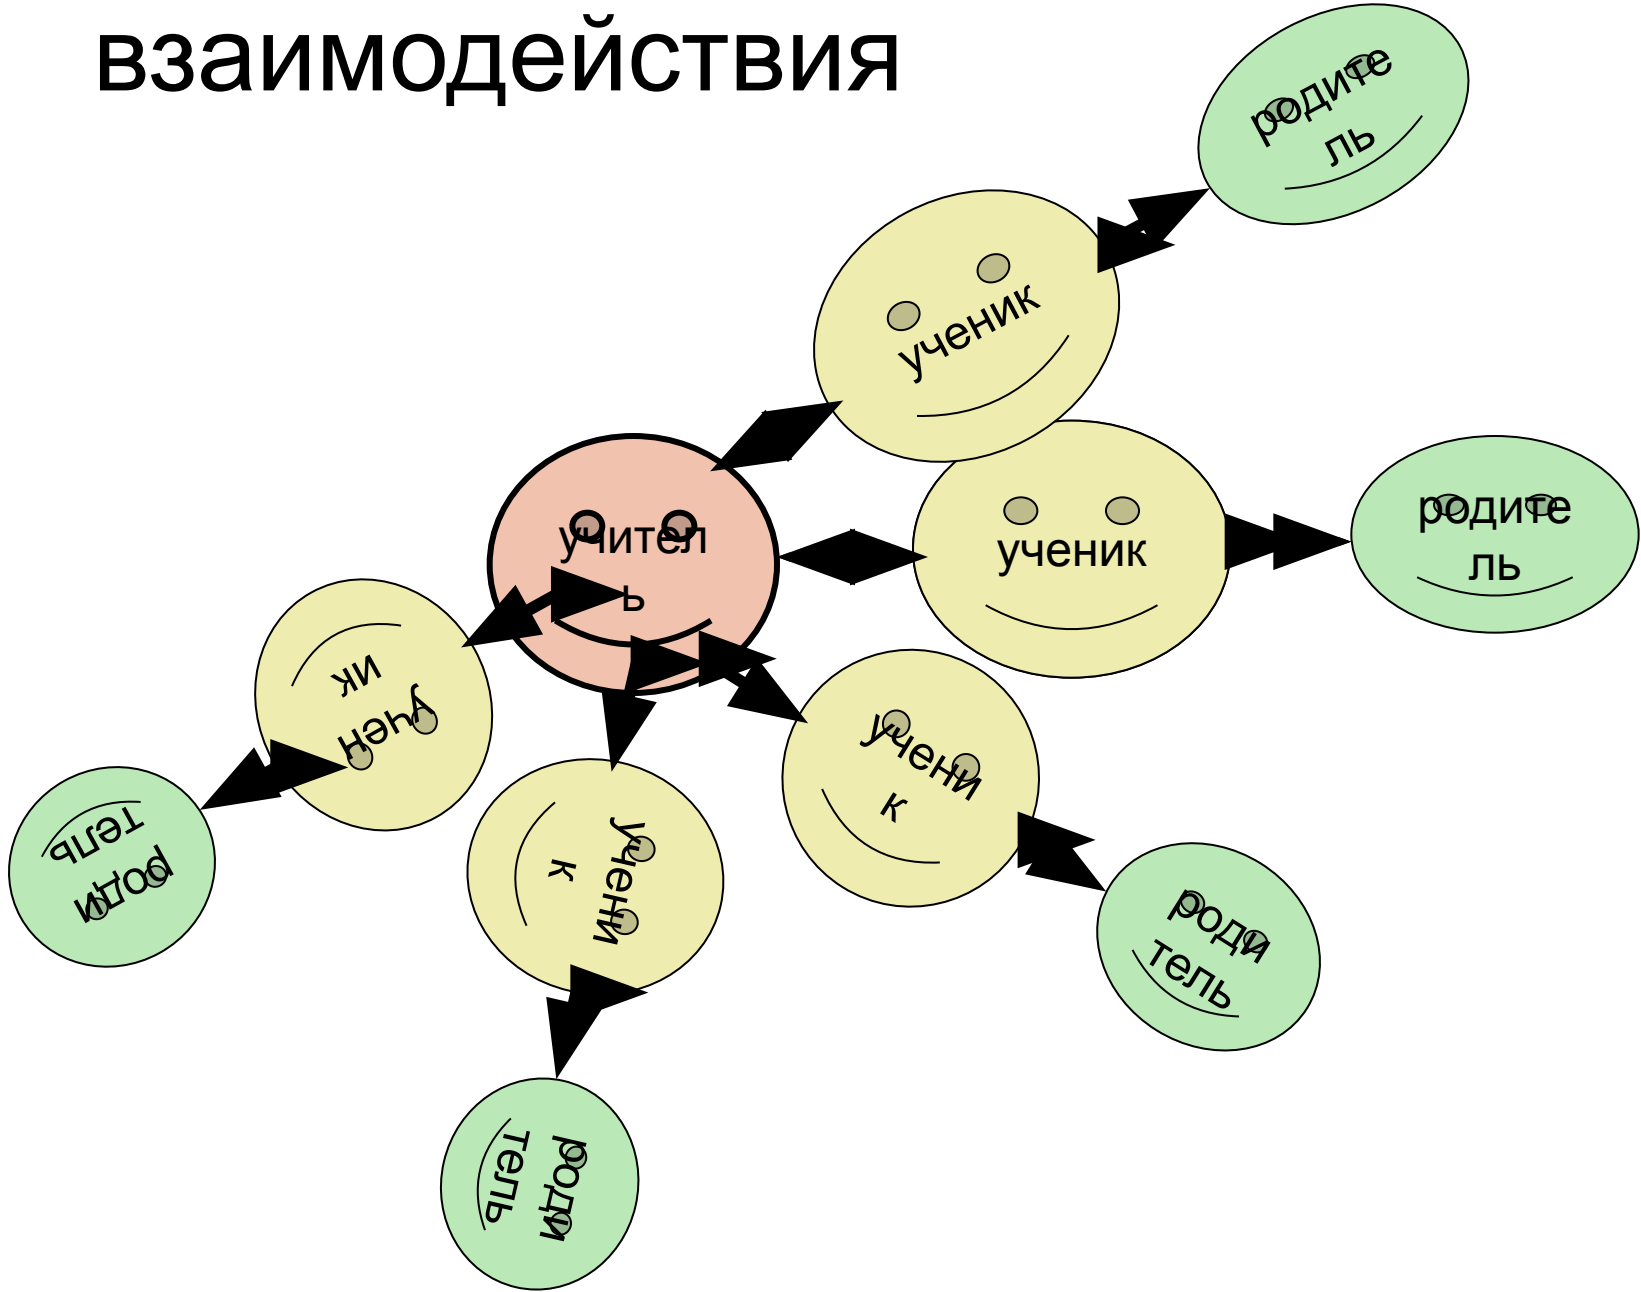 взаимодействия
родите
ль
ученик
ученик
родите
ль
учител
ь
учен
ик
роди
тель
учени
к
роди
тель
учени
к
роди
тель